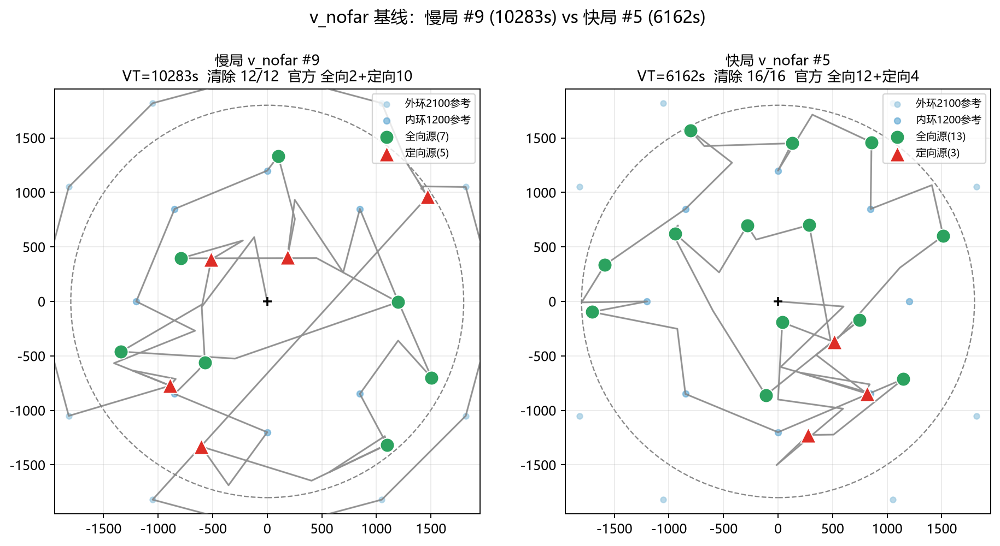 v_nofar 基线：慢局 #9 (10283s) vs 快局 #5 (6162s)
慢局 v_nofar #9
VT=10283s 清除 12/12 官方 全向2+定向10
外环2100参考
内环1200参考
全向源(7)
定向源(5)
1500
1000
500
0
-500
-1000
-1500
-1500 -1000 -500 0 500 1000 1500
快局 v_nofar #5
VT=6162s 清除 16/16 官方 全向12+定向4
外环2100参考
内环1200参考
全向源(13)
定向源(3)
1500
1000
500
0
-500
-1000
-1500
-1500 -1000 -500 0 500 1000 1500